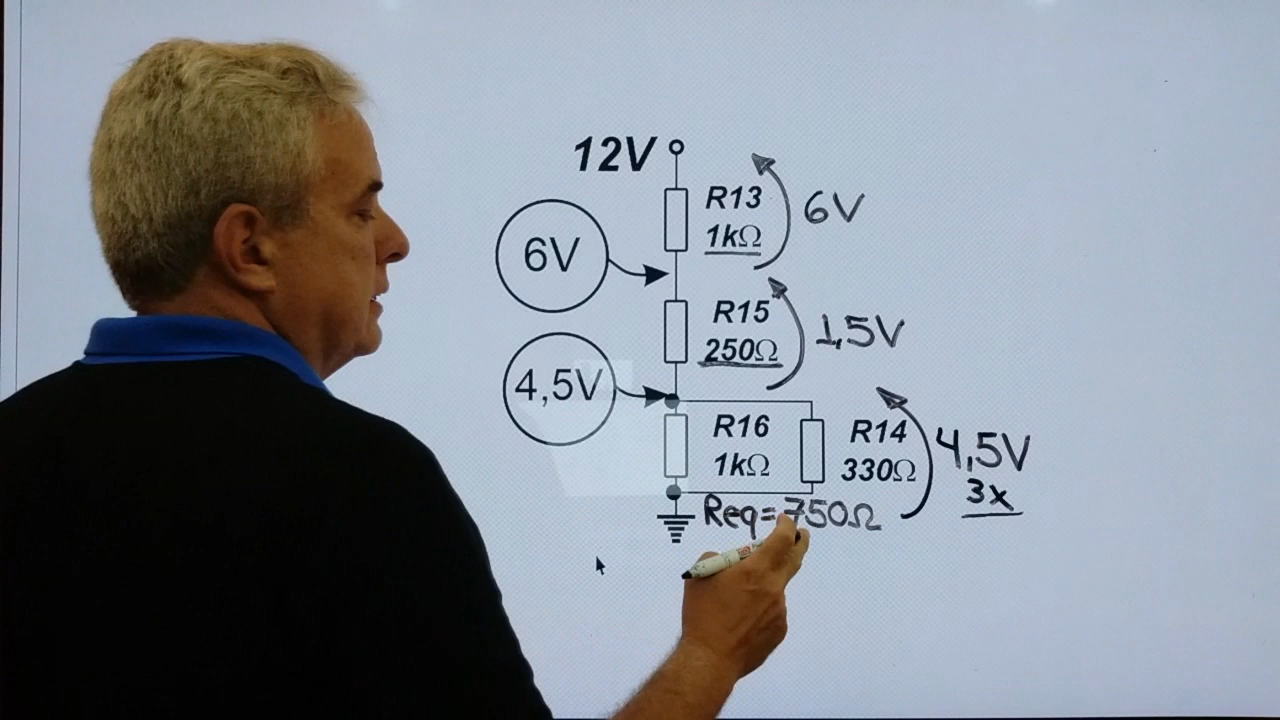 12V
R13
1kΩ
6V
6V
R15
250Ω
1,5V
4,5V
R16
1kΩ
R14
330Ω
4,5V
3x
Req=750Ω